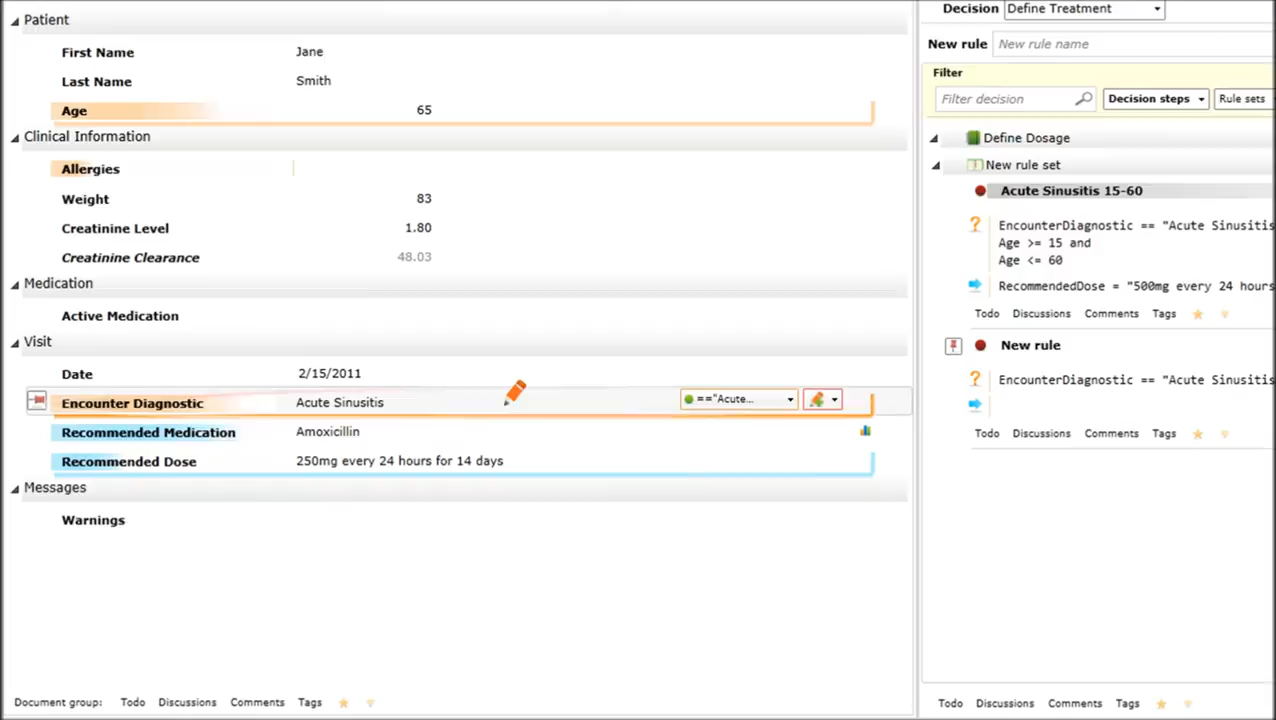 Patient
First Name Jane
Last Name Smith
Age 65
Clinical Information
Allergies
Weight 83
Creatinine Level 1.80
Creatinine Clearance 48.03
Medication
Active Medication
Visit
Date 2/15/2011
Encounter Diagnostic Acute Sinusitis =="Acute...
Recommended Medication Amoxicillin
Recommended Dose 250mg every 24 hours for 14 days
Messages
Warnings
Document group: Todo Discussions Comments Tags
Decision Define Treatment
New rule New rule name
Filter
Filter decision Decision steps Rule sets
Define Dosage
New rule set
Acute Sinusitis 15-60
EncounterDiagnostic == "Acute Sinusitis
Age >= 15 and
Age <= 60
RecommendedDose = "500mg every 24 hours
Todo Discussions Comments Tags
New rule
EncounterDiagnostic == "Acute Sinusitis
Todo Discussions Comments Tags
Todo Discussions Comments Tags